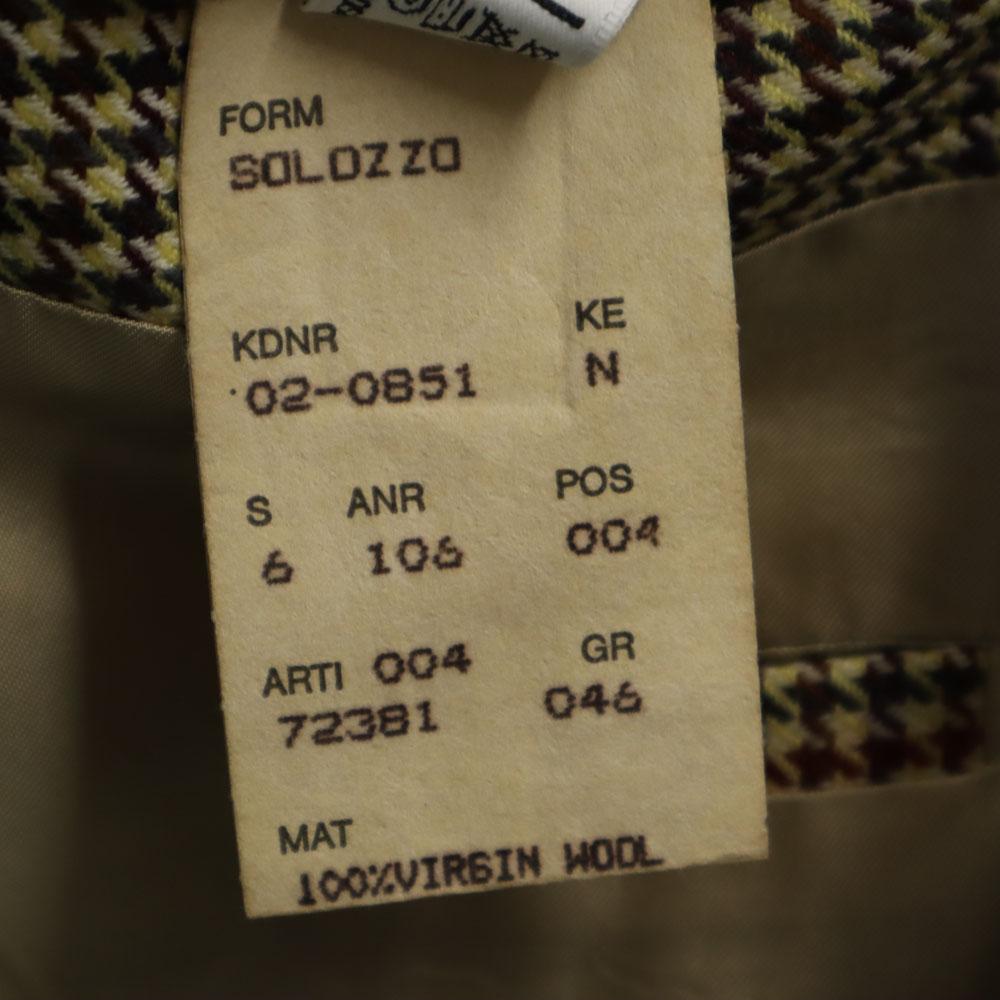 FORM
SOLOZZO
KDNR KE
02-0851 N
S ANR POS
6 106 004
ARTI 004 GR
72381 046
MAT
100%VIRGIN WOOL